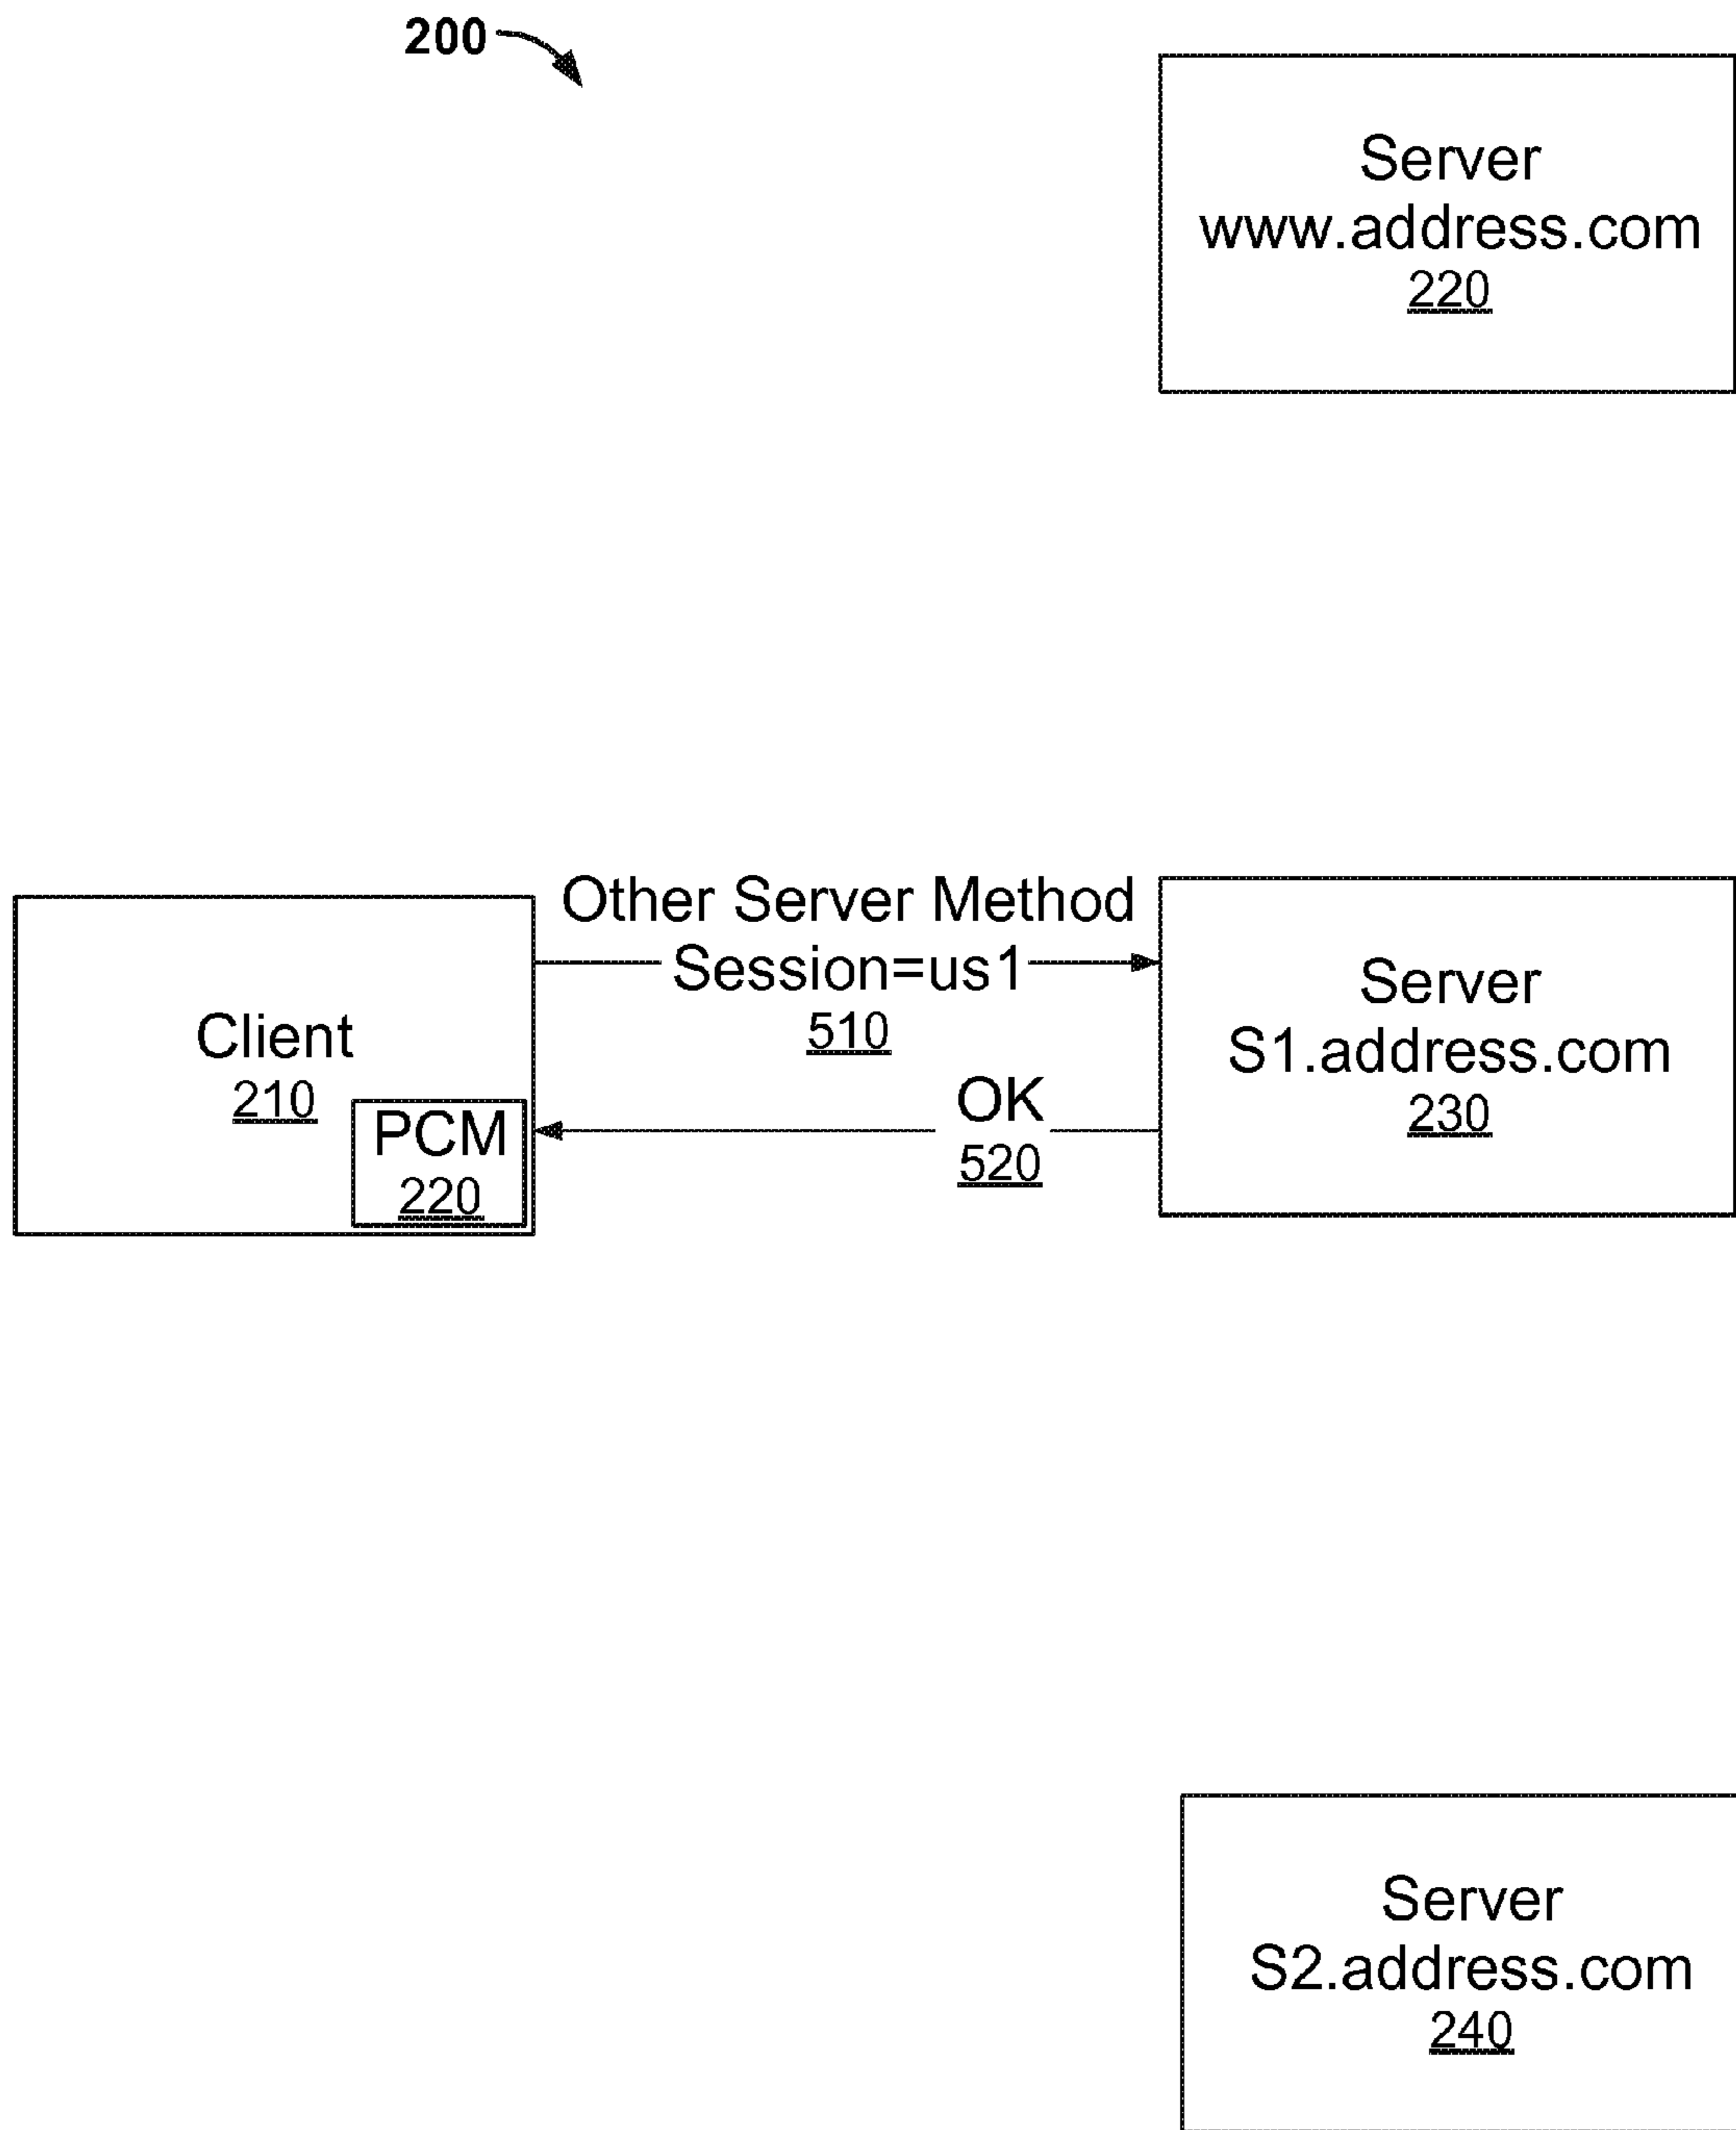 200
Server
www.address.com
220
Other Server Method
Session=us1
510
Client
210
PCM
220
OK
520
Server
S1.address.com
230
Server
S2.address.com
240